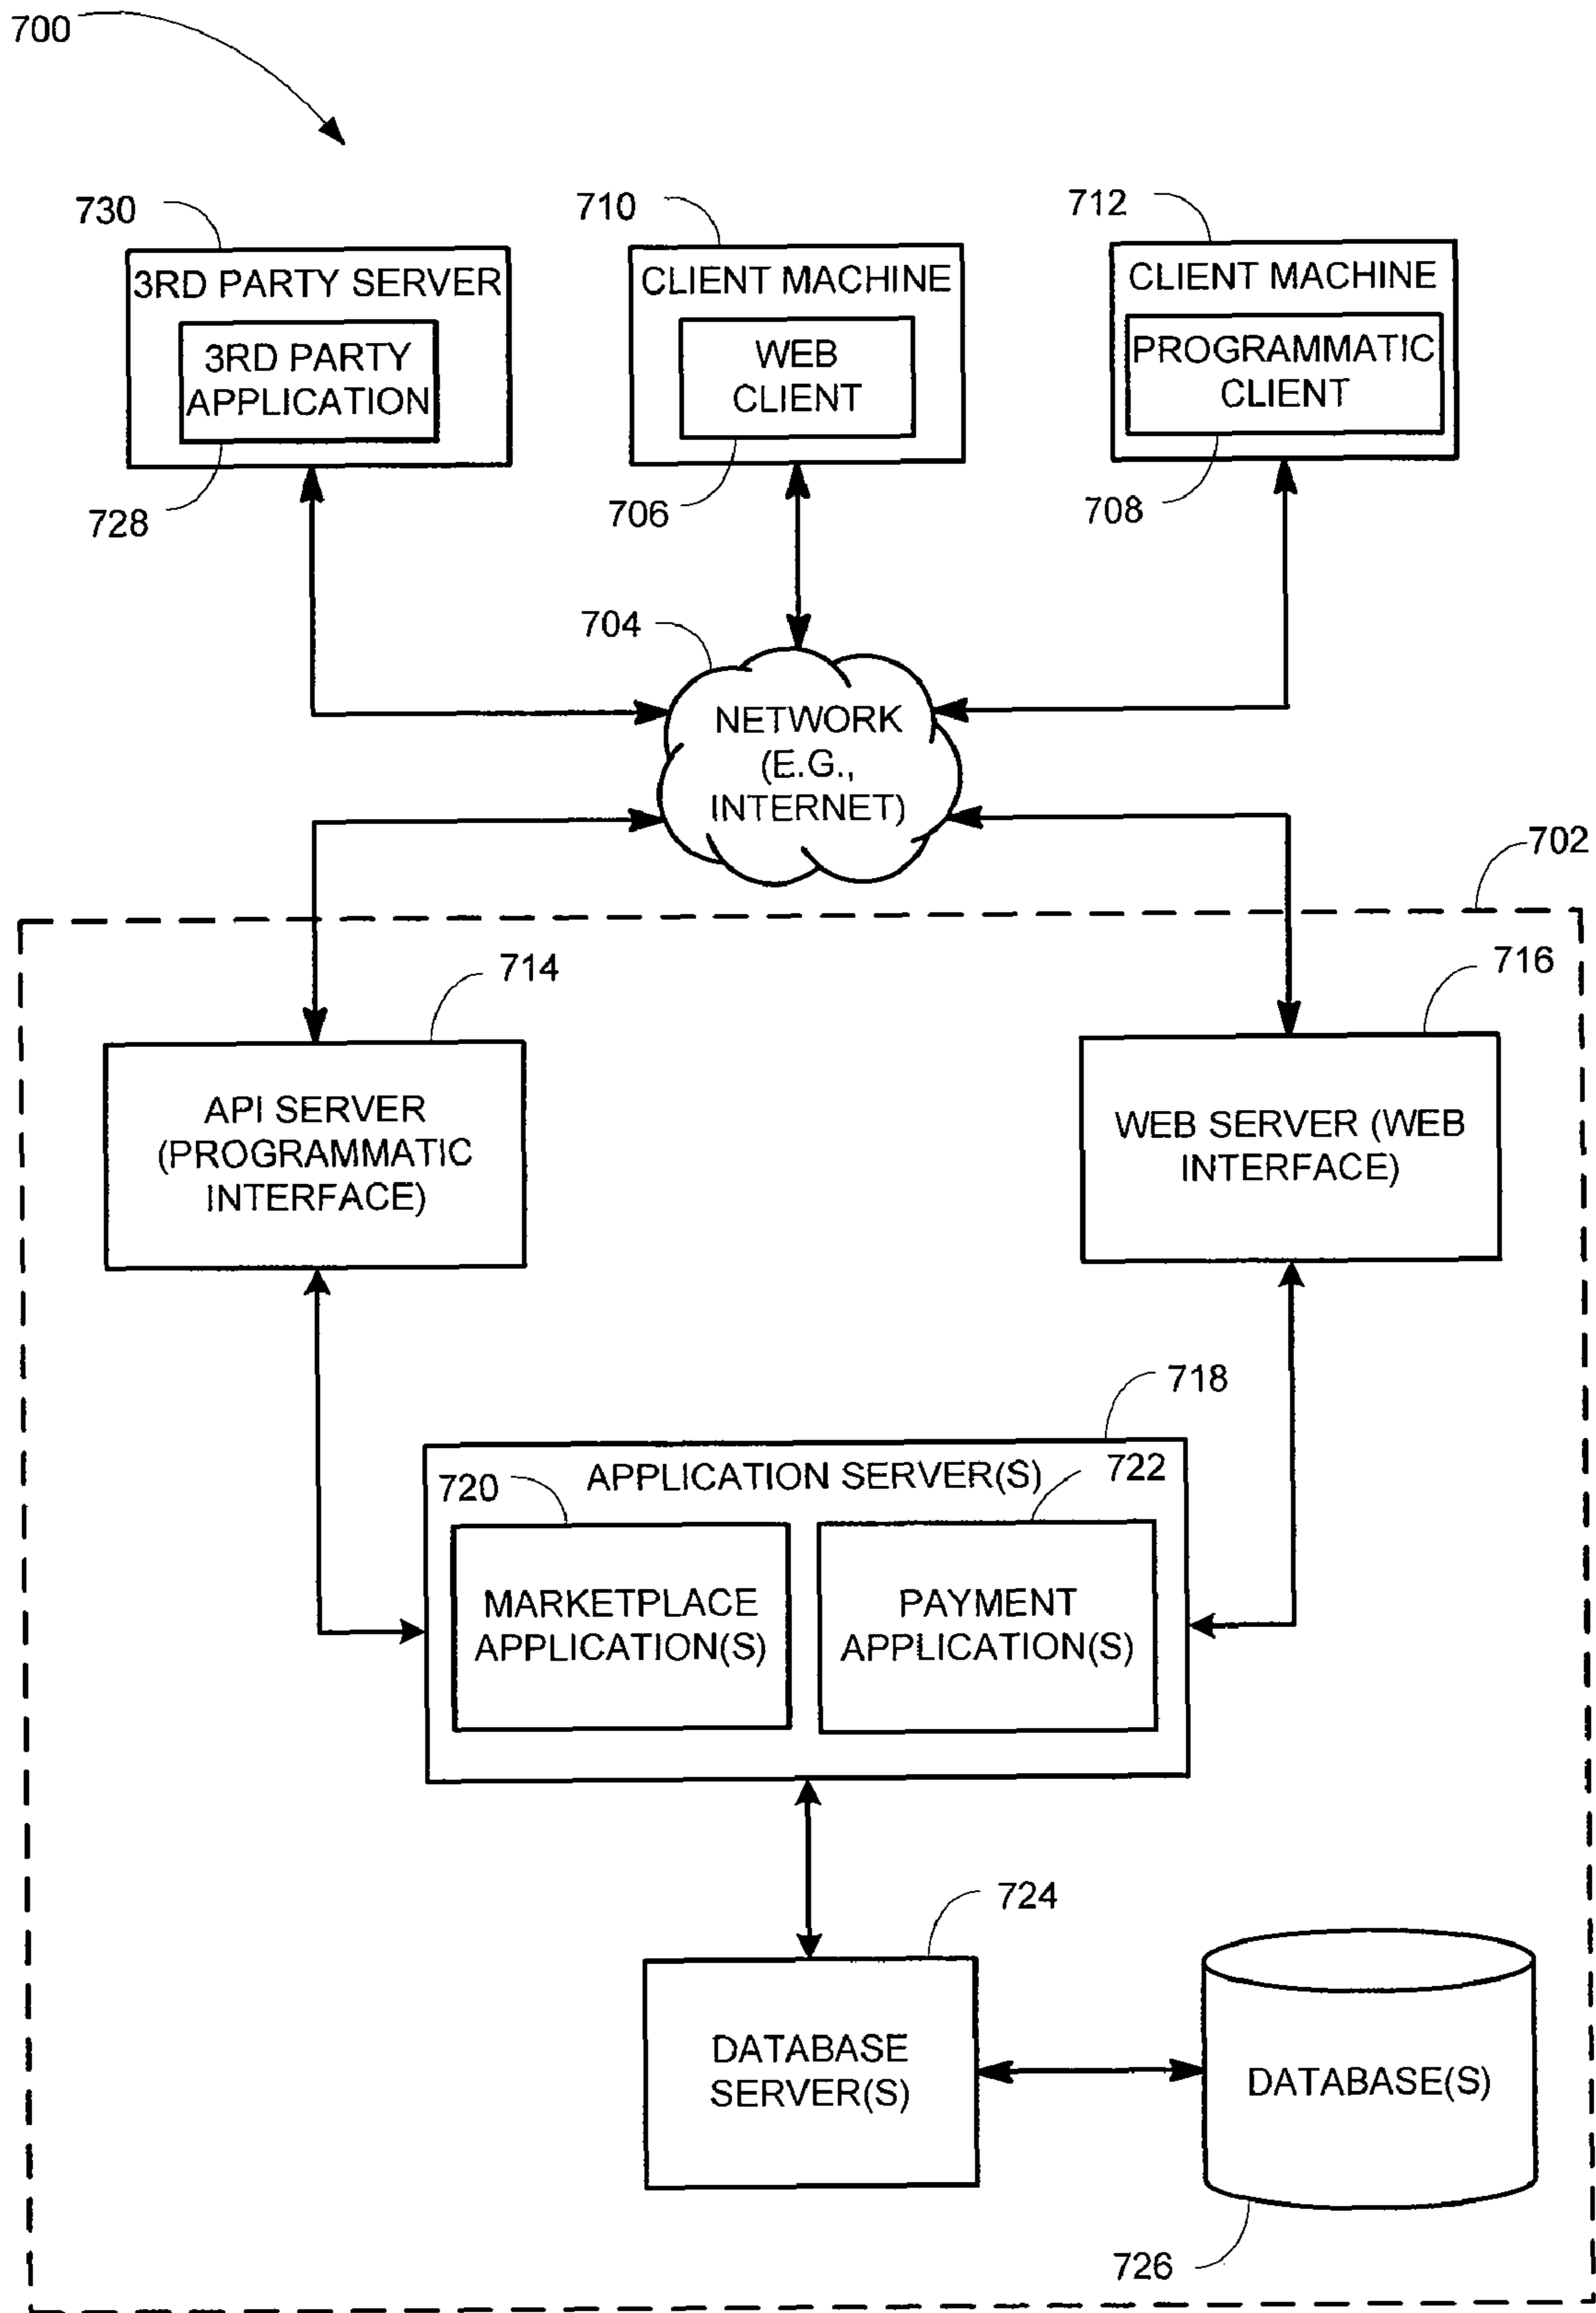 700
730
710
712
3RD PARTY SERVER
3RD PARTY
APPLICATION
728
CLIENT MACHINE
WEB
CLIENT
706
CLIENT MACHINE
PROGRAMMATIC
CLIENT
708
704
NETWORK
(E.G.,
INTERNET)
702
714
716
API SERVER
(PROGRAMMATIC
INTERFACE)
WEB SERVER (WEB
INTERFACE)
718
APPLICATION SERVER(S)
720
722
MARKETPLACE
APPLICATION(S)
PAYMENT
APPLICATION(S)
724
DATABASE
SERVER(S)
DATABASE(S)
726